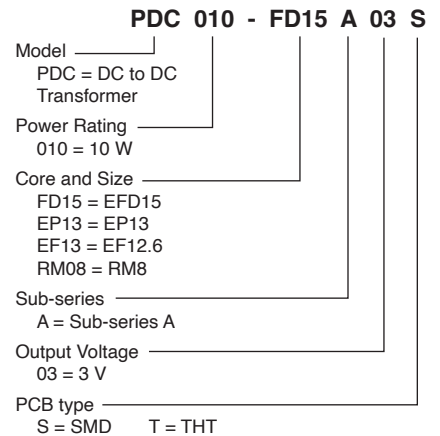 PDC 010 - FD15 A 03 S
Model
PDC = DC to DC
Transformer
Power Rating
010 = 10 W
Core and Size
FD15 = EFD15
EP13 = EP13
EF13 = EF12.6
RM08 = RM8
Sub-series
A = Sub-series A
Output Voltage
03 = 3 V
PCB type
S = SMD T = THT